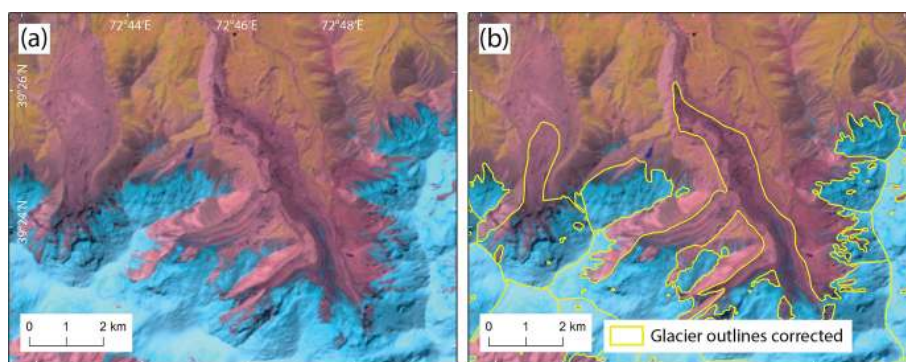 (a)
72°44′E
72°46′E
72°48′E
39°26′N
39°24′N
0 1 2 km
(b)
0 1 2 km
Glacier outlines corrected